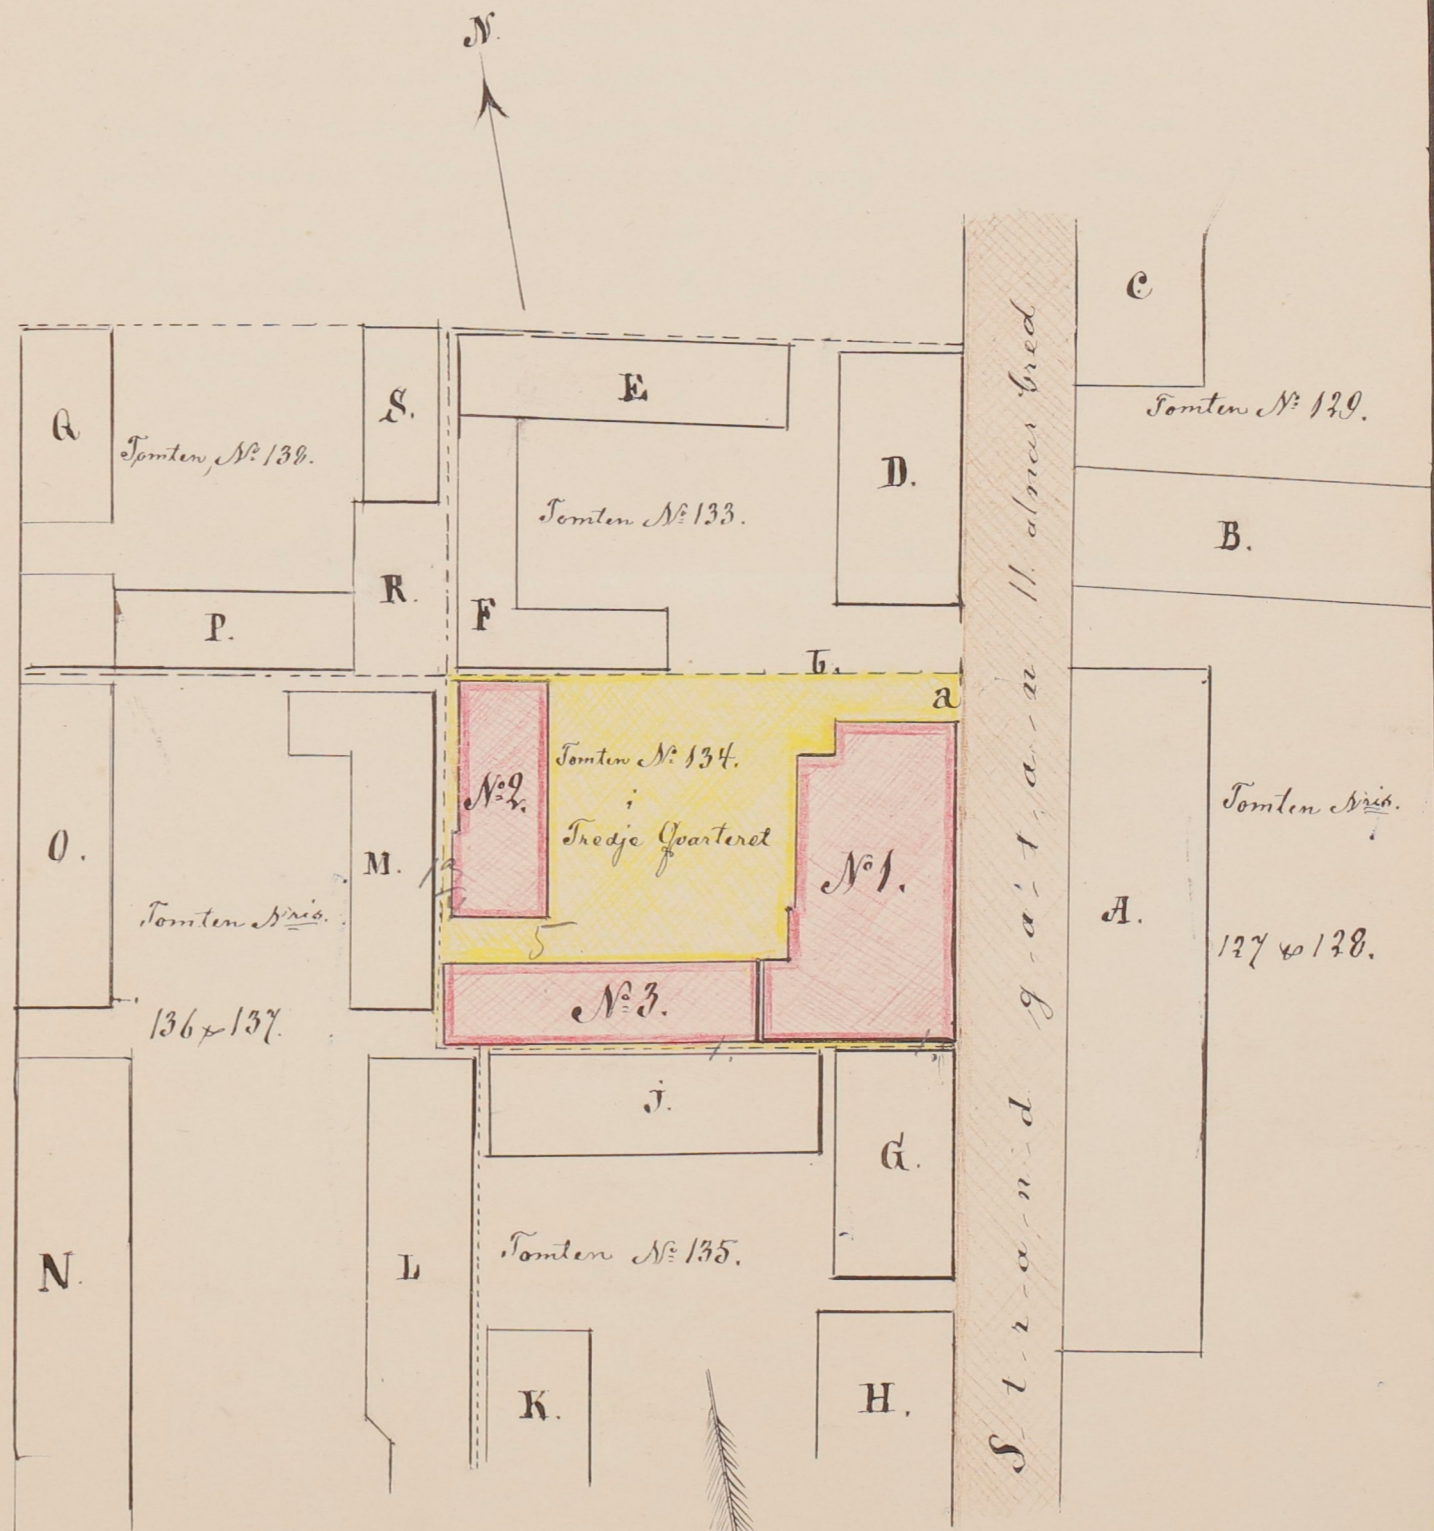 N.
C
Q
S.
E
Tomten Nº 129.
Tomten, Nº 138.
D.
Tomten Nº 133.
B.
R.
F
P.
b.
a
Tomten Nº 134.
i
Tredje Qvarteret
Nº 2.
Tomten Nris.
127 & 128.
O.
M.
Nº 1.
A.
Tomten Nris.
136 & 137.
5
Nº 3.
J.
G.
Tomten Nº 135.
N.
L
K.
H.
Strandgatan 11. alnar bred